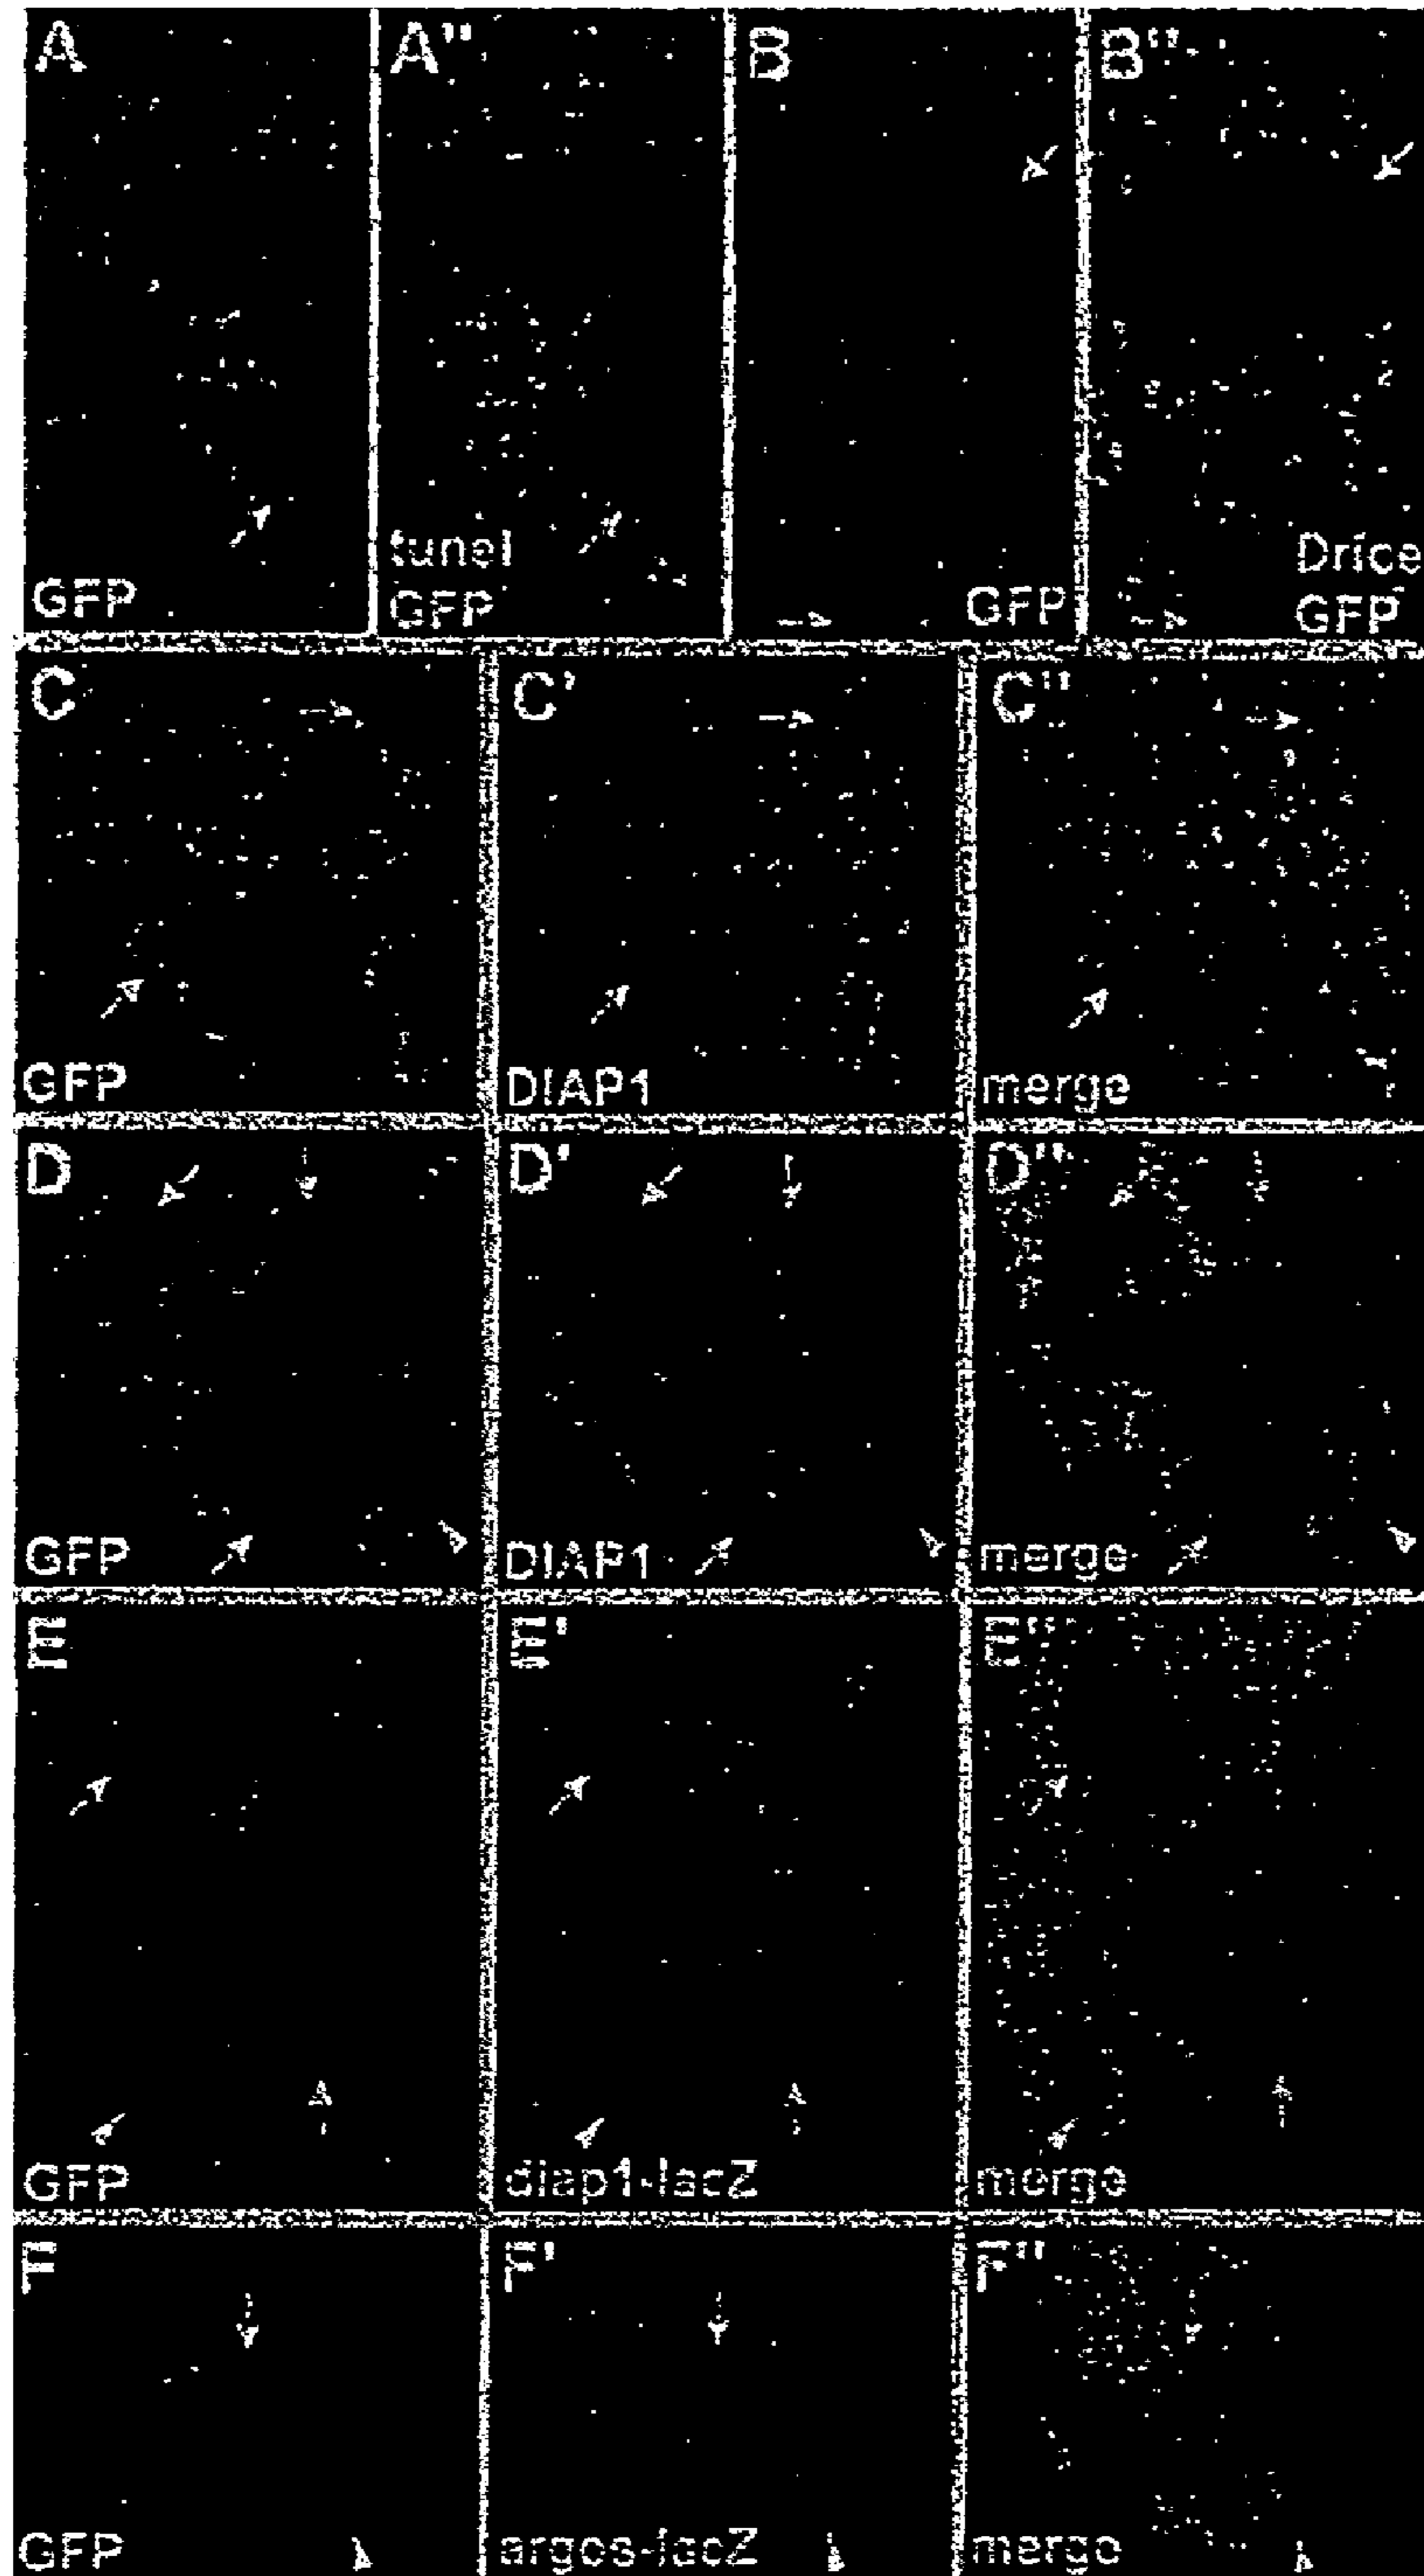 A A" B B"
GFP tunel GFP GFP Drice GFP
C C' C"
GFP DIAP1 merge
D D' D"
GFP DIAP1 merge
E E' E"
GFP diap1-lacZ merge
F F' F"
GFP argos-lacZ merge